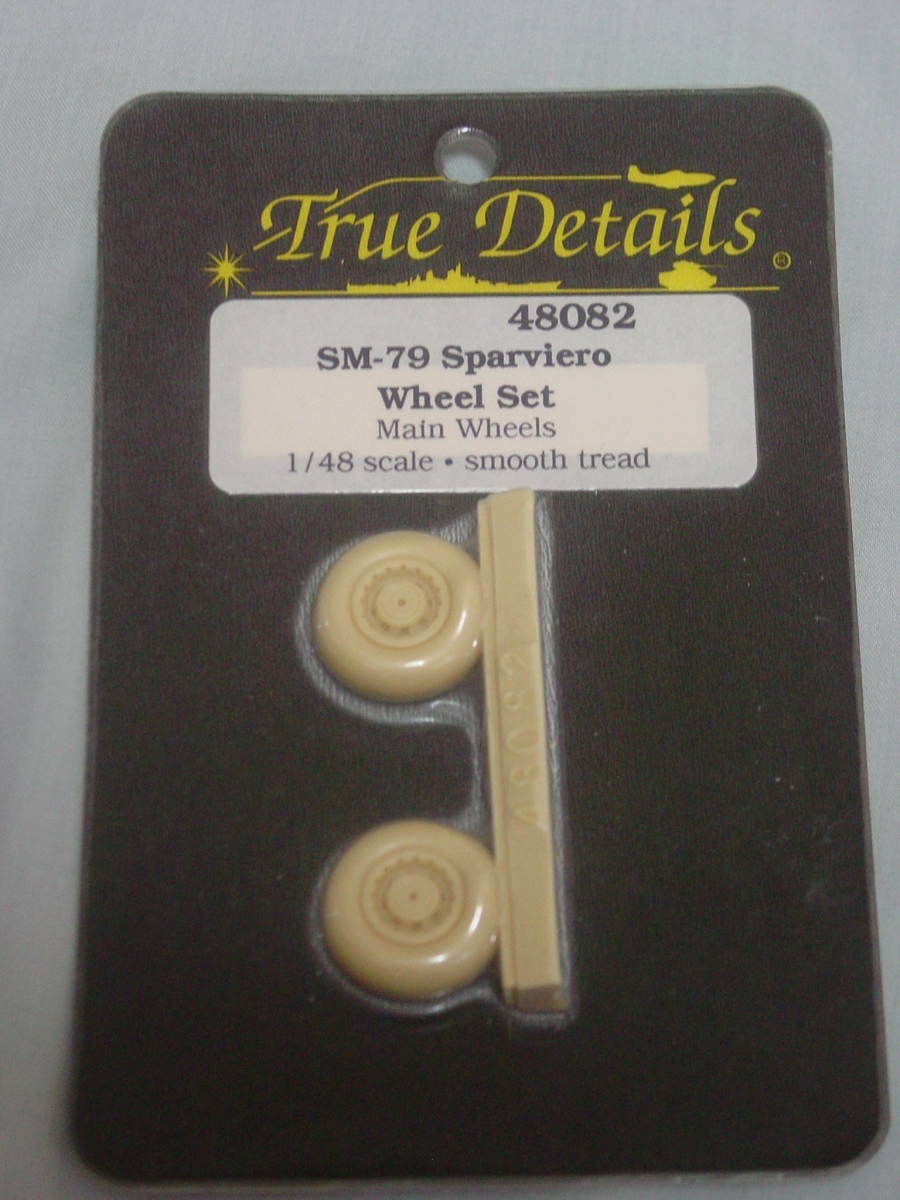 True Details ®
48082
SM-79 Sparviero
Wheel Set
Main Wheels
1/48 scale • smooth tread
48082